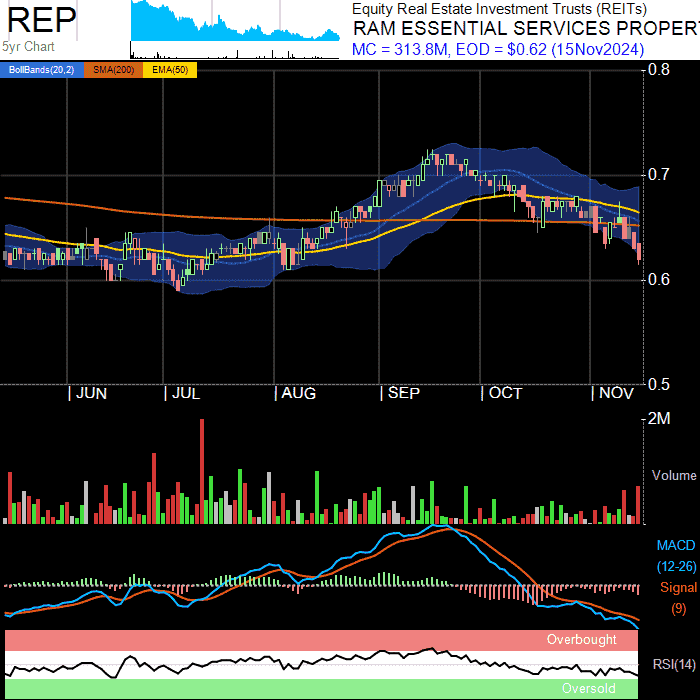 REP
Equity Real Estate Investment Trusts (REITs)
RAM ESSENTIAL SERVICES PROPER
5yr Chart
MC = 313.8M, EOD = $0.62 (15Nov2024)
BollBands(20,2) SMA(200) EMA(50)
0.8
0.7
0.6
0.5
JUN JUL AUG SEP OCT NOV
2M
Volume
MACD
(12-26)
Signal
(9)
Overbought
RSI(14)
Oversold